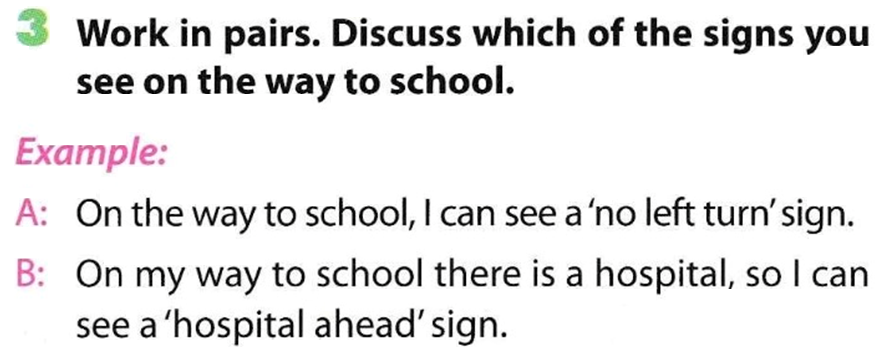 3 Work in pairs. Discuss which of the signs you
see on the way to school.
Example:
A: On the way to school, I can see a ‘no left turn’ sign.
B: On my way to school there is a hospital, so I can
see a ‘hospital ahead’ sign.